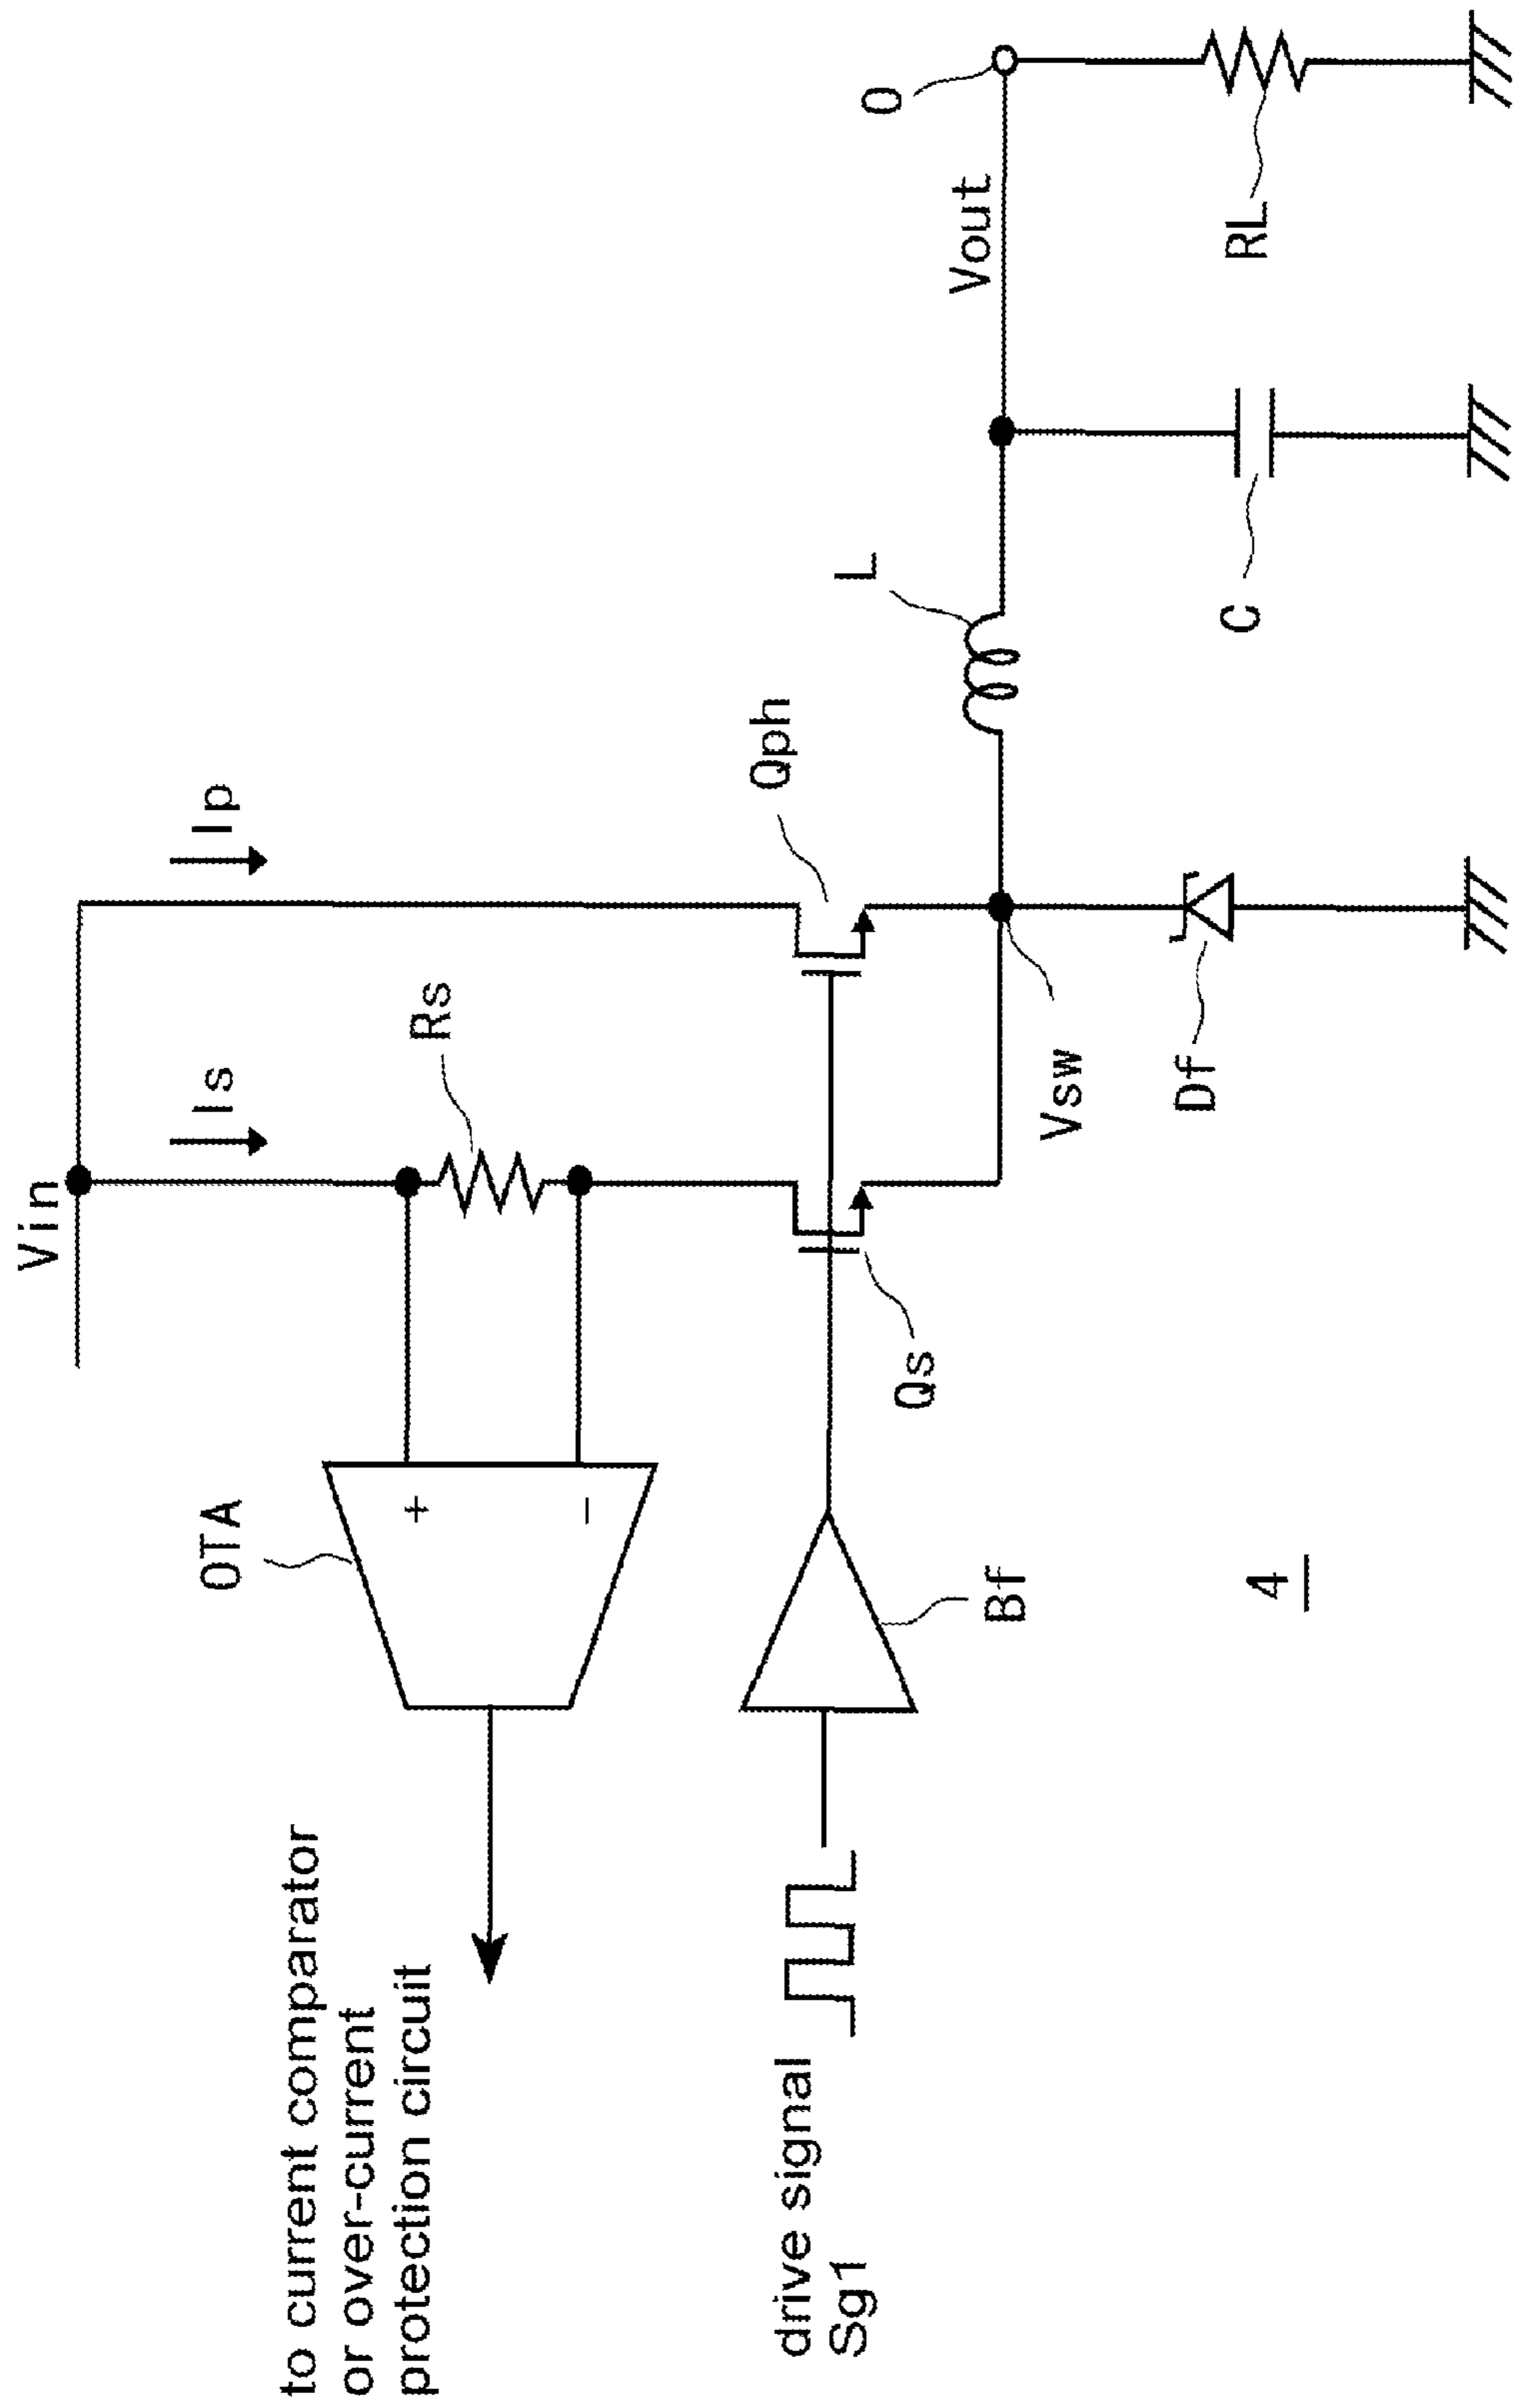 Vin
Is
Ip
Rs
OTA
+
−
to current comparator
or over-current
protection circuit
Qph
Qs
L
Vout
O
drive signal
Sg1
Bf
Vsw
Df
C
RL
4